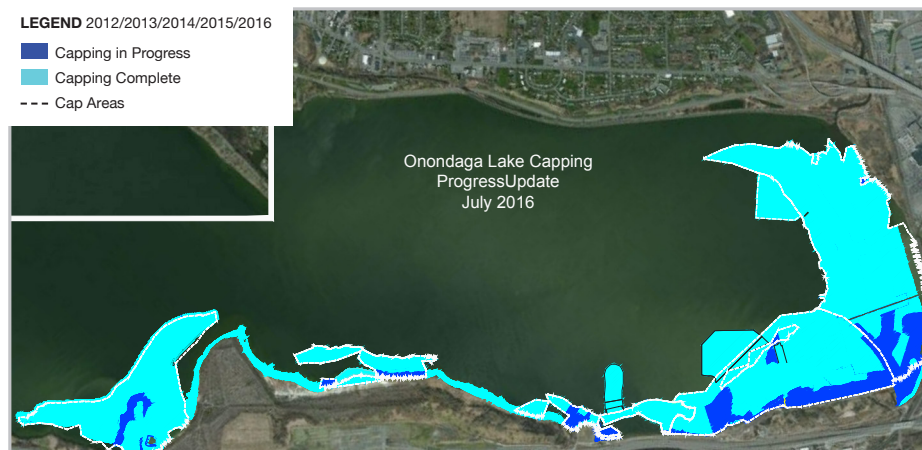 LEGEND 2012/2013/2014/2015/2016
Capping in Progress
Capping Complete
Cap Areas
Onondaga Lake Capping
ProgressUpdate
July 2016